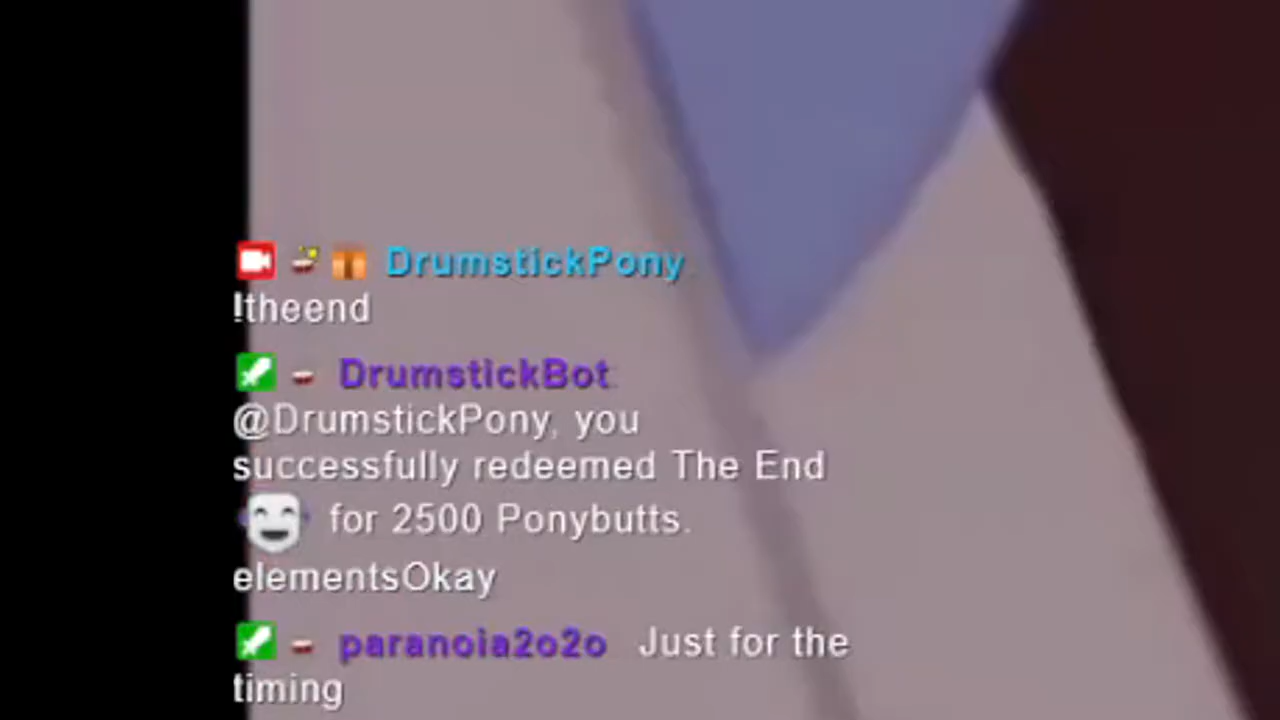 DrumstickPony
!theend
DrumstickBot:
@DrumstickPony, you
successfully redeemed The End
for 2500 Ponybutts.
elementsOkay
paranoia2o2o Just for the
timing